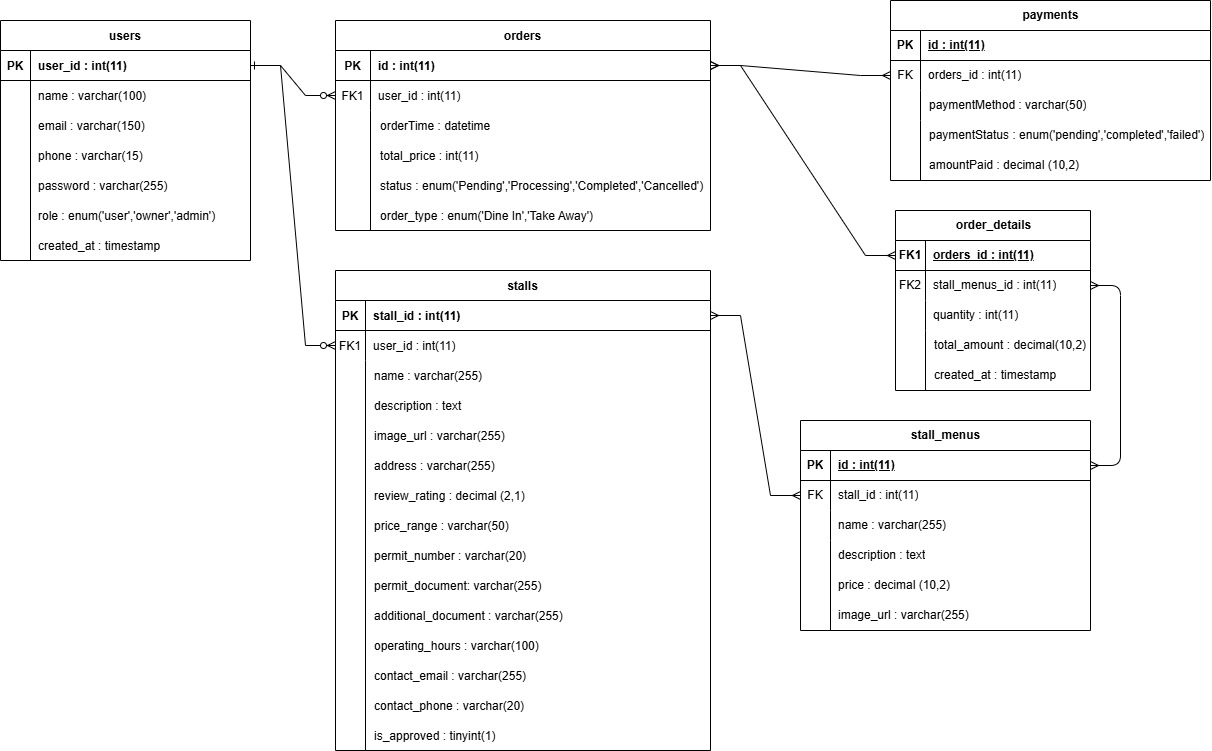 users
PK user_id : int(11)
name : varchar(100)
email : varchar(150)
phone : varchar(15)
password : varchar(255)
role : enum('user','owner','admin')
created_at : timestamp
orders
PK id : int(11)
FK1 user_id : int(11)
orderTime : datetime
total_price : int(11)
status : enum('Pending','Processing','Completed','Cancelled')
order_type : enum('Dine In','Take Away')
payments
PK id : int(11)
FK orders_id : int(11)
paymentMethod : varchar(50)
paymentStatus : enum('pending','completed','failed')
amountPaid : decimal (10,2)
order_details
FK1 orders_id : int(11)
FK2 stall_menus_id : int(11)
quantity : int(11)
total_amount : decimal(10,2)
created_at : timestamp
stalls
PK stall_id : int(11)
FK1 user_id : int(11)
name : varchar(255)
description : text
image_url : varchar(255)
address : varchar(255)
review_rating : decimal (2,1)
price_range : varchar(50)
permit_number : varchar(20)
permit_document: varchar(255)
additional_document : varchar(255)
operating_hours : varchar(100)
contact_email : varchar(255)
contact_phone : varchar(20)
is_approved : tinyint(1)
stall_menus
PK id : int(11)
FK stall_id : int(11)
name : varchar(255)
description : text
price : decimal (10,2)
image_url : varchar(255)